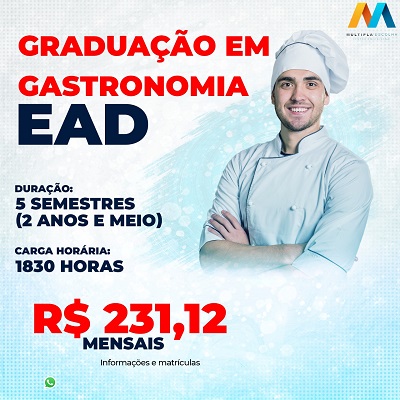 MULTIPLA ESCOLHA
GRADUAÇÃO EM
GASTRONOMIA
EAD
DURAÇÃO:
5 SEMESTRES
(2 ANOS E MEIO)
CARGA HORÁRIA:
1830 HORAS
R$ 231,12
MENSAIS
Informações e matrículas